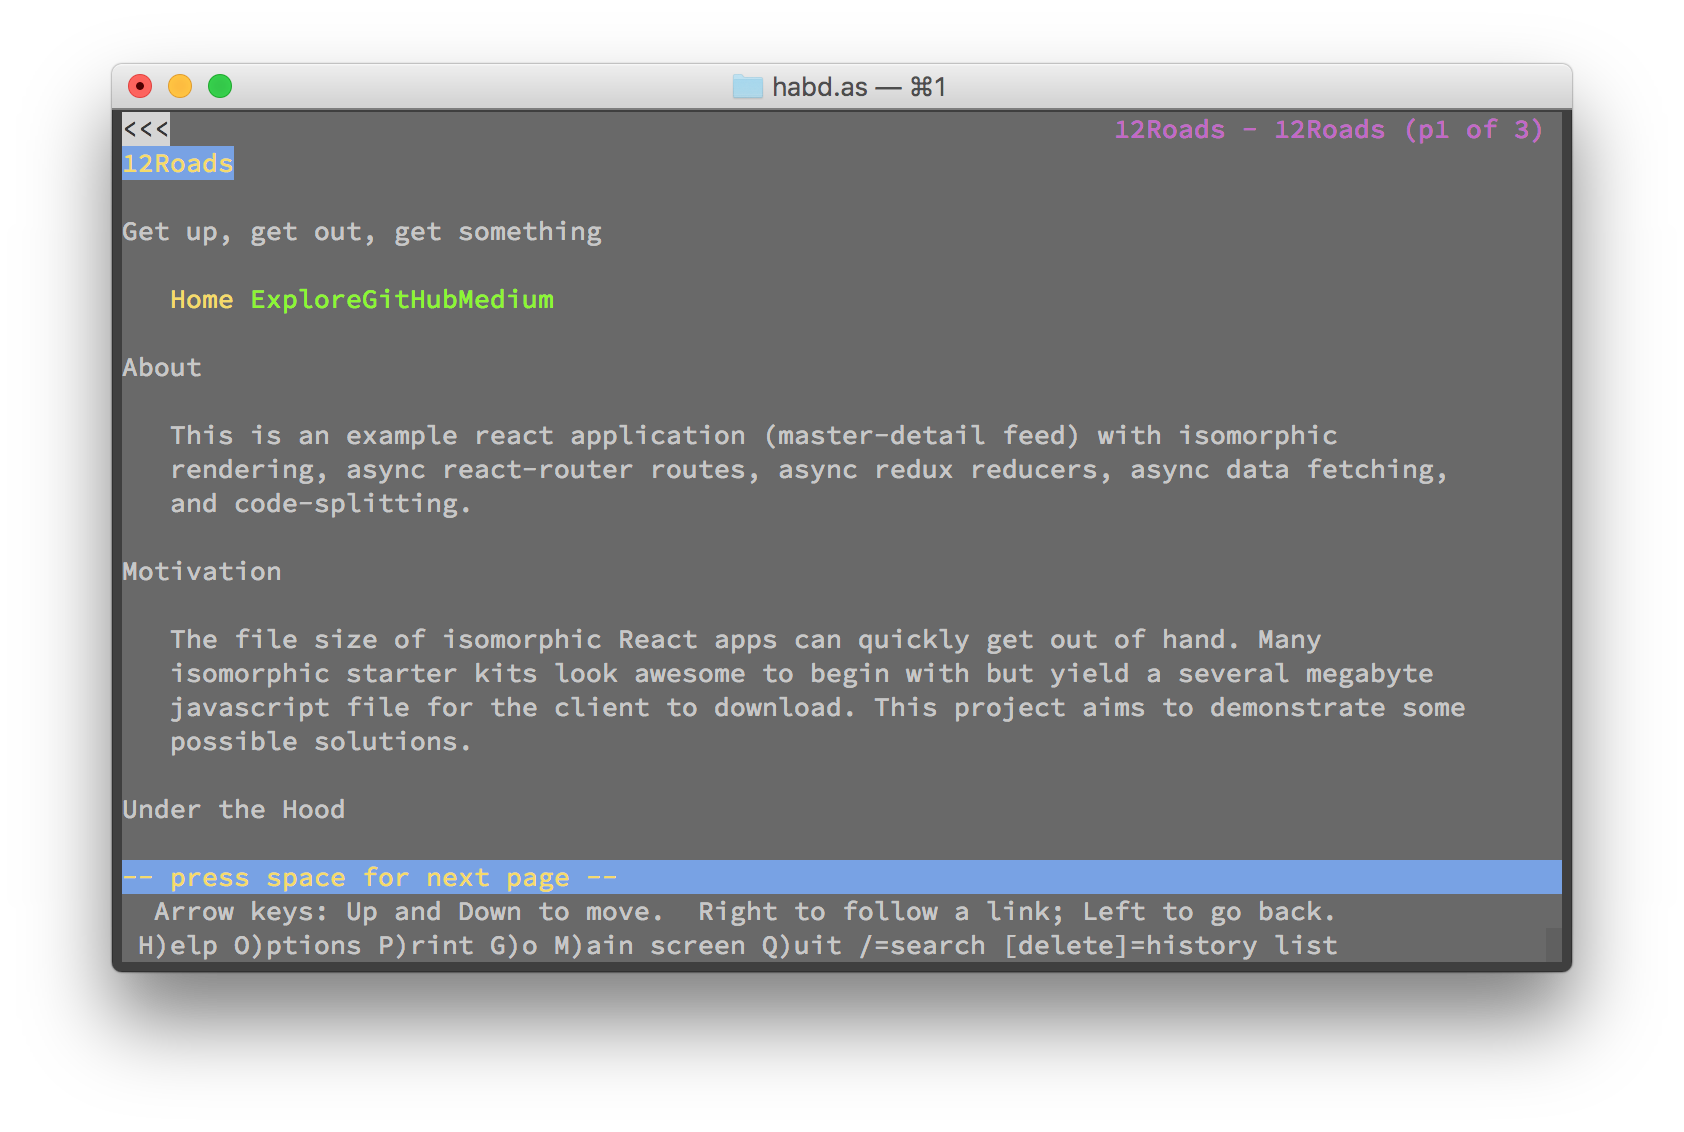 habd.as — ⌘1
<<< 12Roads - 12Roads (p1 of 3)
12Roads
Get up, get out, get something
Home ExploreGitHubMedium
About
This is an example react application (master-detail feed) with isomorphic
rendering, async react-router routes, async redux reducers, async data fetching,
and code-splitting.
Motivation
The file size of isomorphic React apps can quickly get out of hand. Many
isomorphic starter kits look awesome to begin with but yield a several megabyte
javascript file for the client to download. This project aims to demonstrate some
possible solutions.
Under the Hood
-- press space for next page --
Arrow keys: Up and Down to move.  Right to follow a link; Left to go back.
H)elp O)ptions P)rint G)o M)ain screen Q)uit /=search [delete]=history list